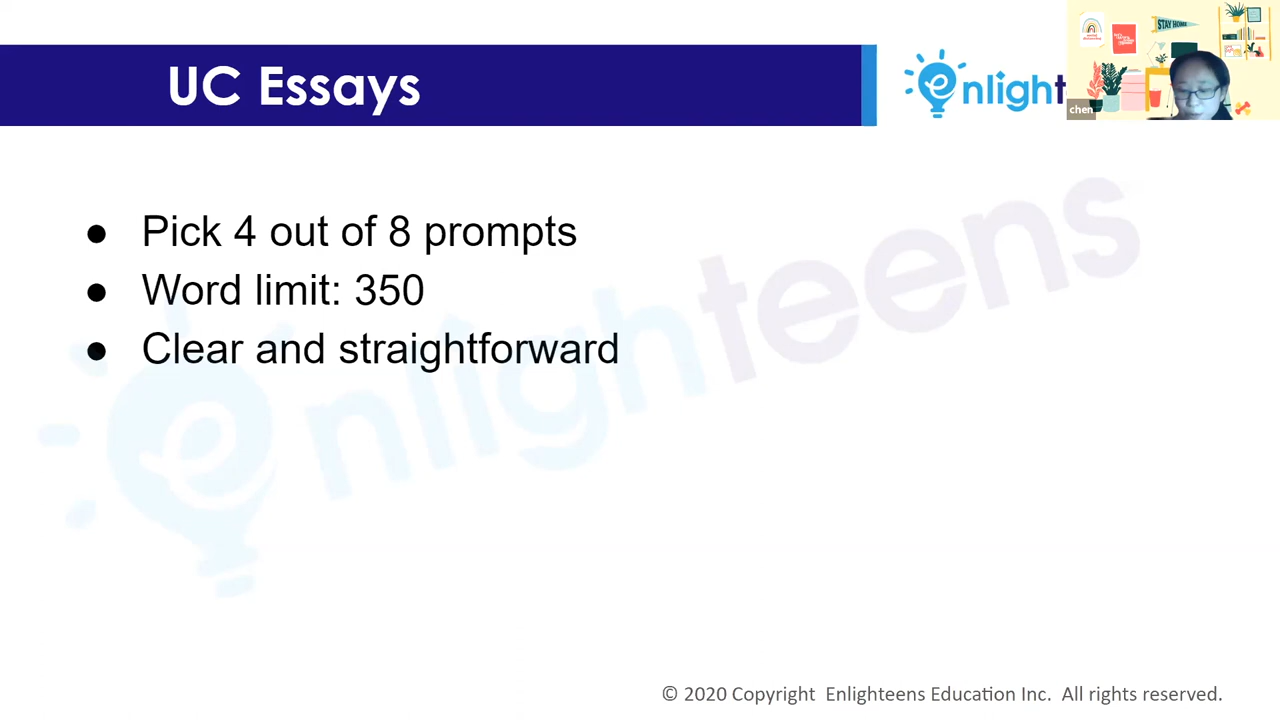 UC Essays
enlight
STAY HOME
chen
● Pick 4 out of 8 prompts
● Word limit: 350
● Clear and straightforward
enlighteens
© 2020 Copyright Enlighteens Education Inc. All rights reserved.